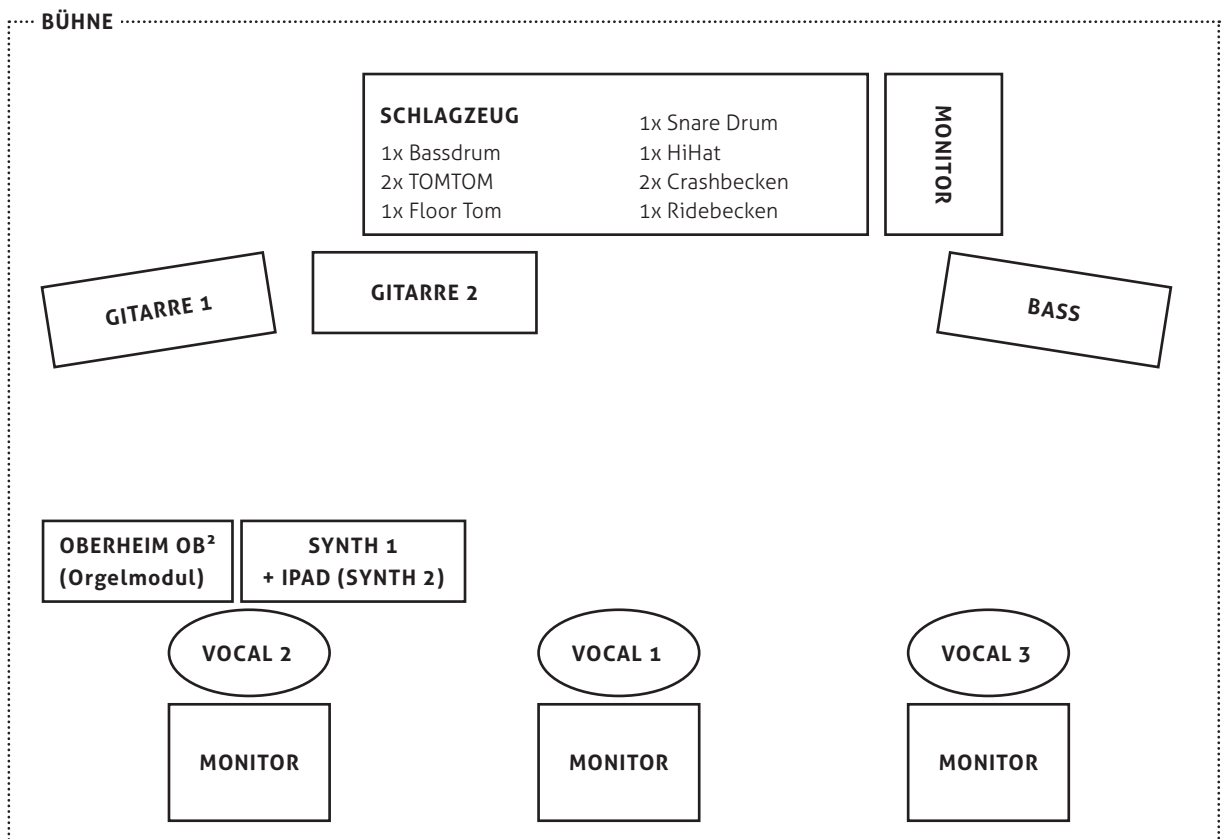 BÜHNE
SCHLAGZEUG
1x Bassdrum
2x TOMTOM
1x Floor Tom
1x Snare Drum
1x HiHat
2x Crashbecken
1x Ridebecken
MONITOR
GITARRE 1
GITARRE 2
BASS
OBERHEIM OB²
(Orgelmodul)
SYNTH 1
+ IPAD (SYNTH 2)
VOCAL 2
VOCAL 1
VOCAL 3
MONITOR
MONITOR
MONITOR